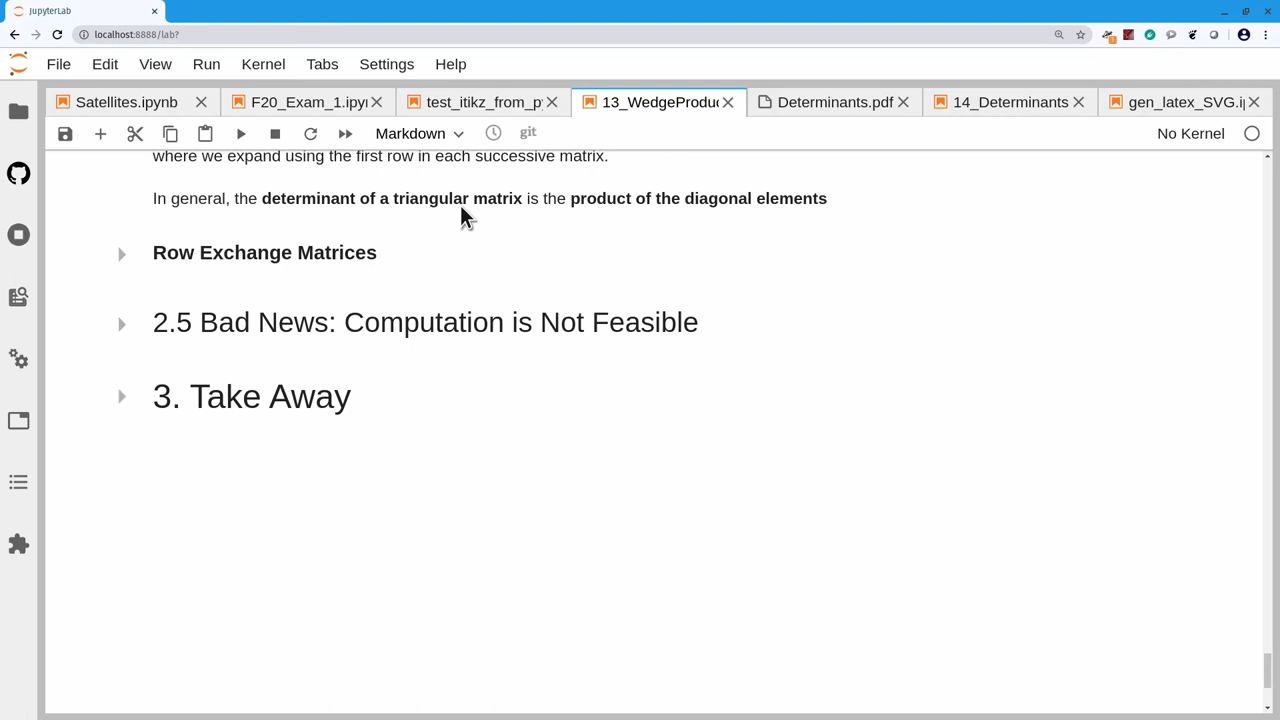 JupyterLab
localhost:8888/lab?
File Edit View Run Kernel Tabs Settings Help
Satellites.ipynb F20_Exam_1.ipyn test_itikz_from_py 13_WedgeProduc Determinants.pdf 14_Determinants gen_latex_SVG.i
Markdown git No Kernel
where we expand using the first row in each successive matrix.
In general, the determinant of a triangular matrix is the product of the diagonal elements
Row Exchange Matrices
2.5 Bad News: Computation is Not Feasible
3. Take Away